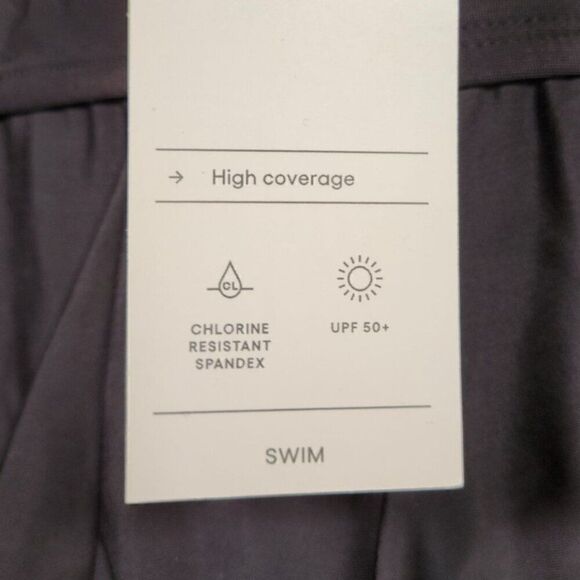 → High coverage
CL
CHLORINE
RESISTANT
SPANDEX
UPF 50+
SWIM